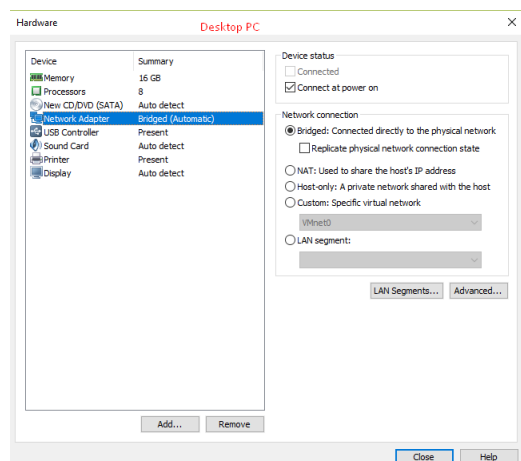 Hardware
Desktop PC
Device Summary
Memory 16 GB
Processors 8
New CD/DVD (SATA) Auto detect
Network Adapter Bridged (Automatic)
USB Controller Present
Sound Card Auto detect
Printer Present
Display Auto detect
Add... Remove
Device status
Connected
Connect at power on
Network connection
Bridged: Connected directly to the physical network
Replicate physical network connection state
NAT: Used to share the host's IP address
Host-only: A private network shared with the host
Custom: Specific virtual network
VMnet0
LAN segment:
LAN Segments... Advanced...
Close Help